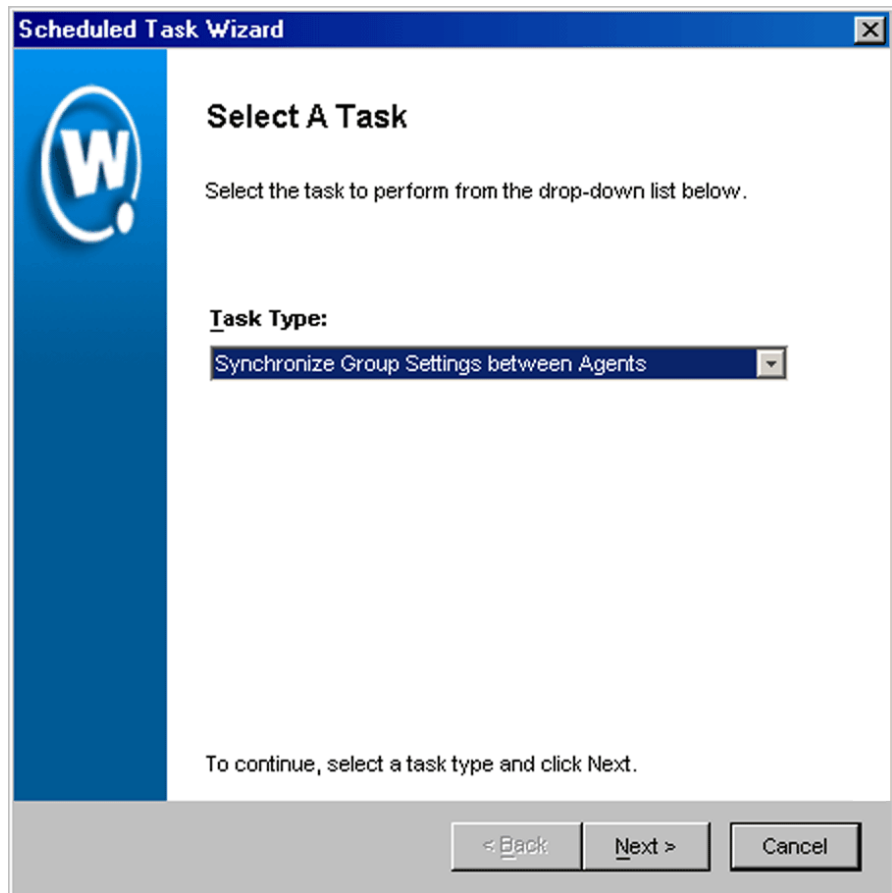 Scheduled Task Wizard
W
Select A Task
Select the task to perform from the drop-down list below.
Task Type:
Synchronize Group Settings between Agents
To continue, select a task type and click Next.
< Back Next > Cancel